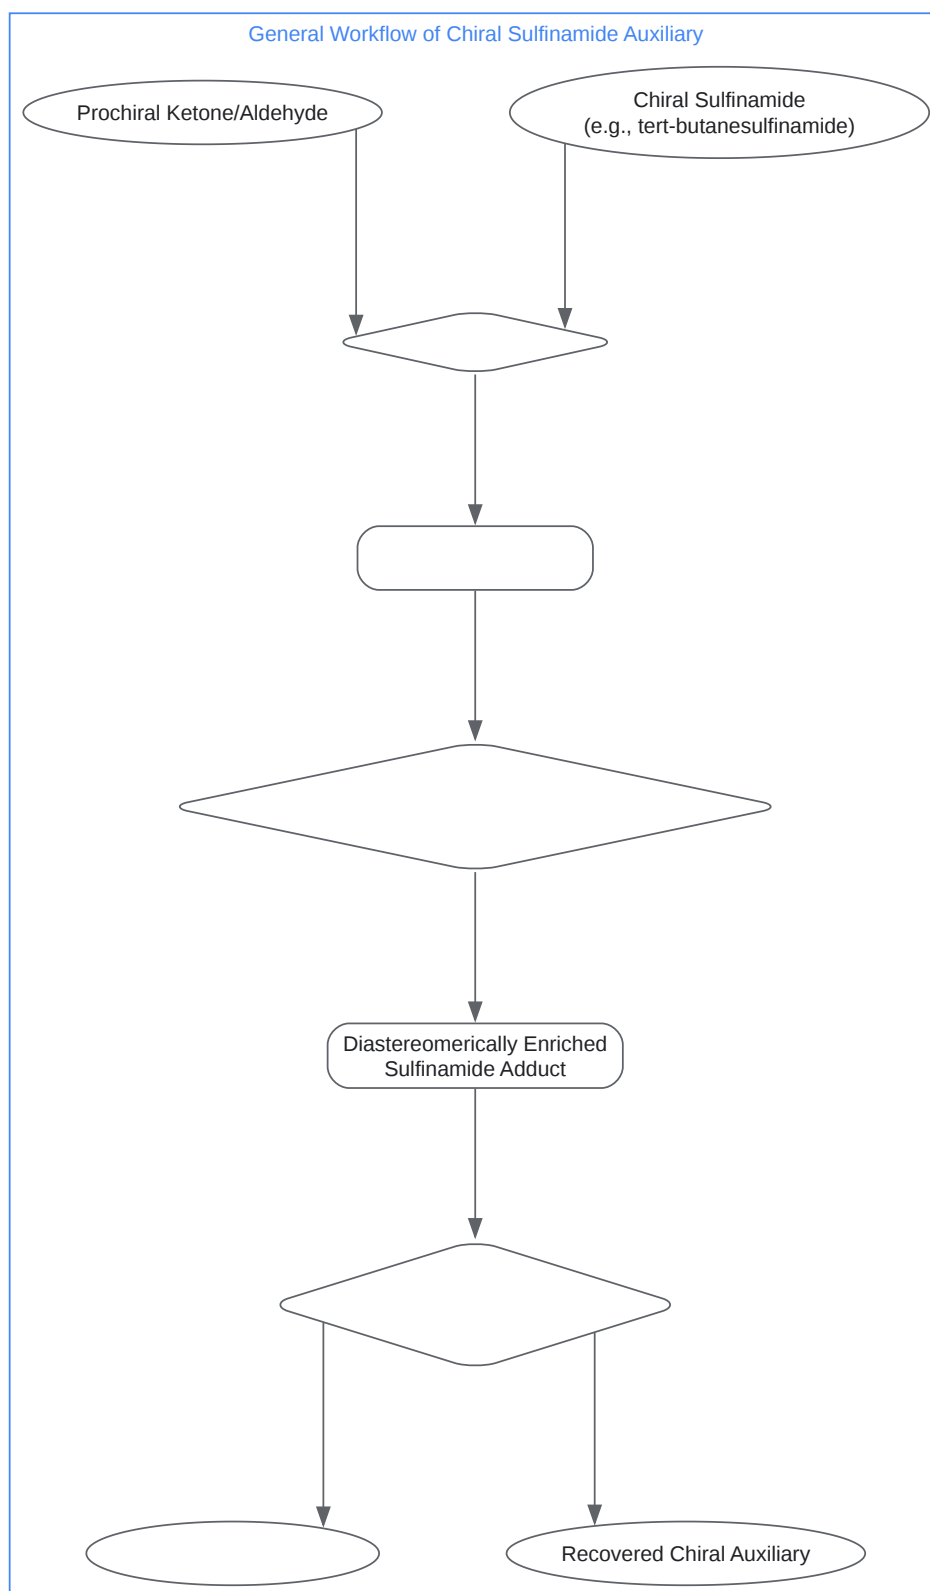 General Workflow of Chiral Sulfinamide Auxiliary
Prochiral Ketone/Aldehyde
Chiral Sulfinamide
(e.g., tert-butanesulfinamide)
Diastereomerically Enriched
Sulfinamide Adduct
Recovered Chiral Auxiliary